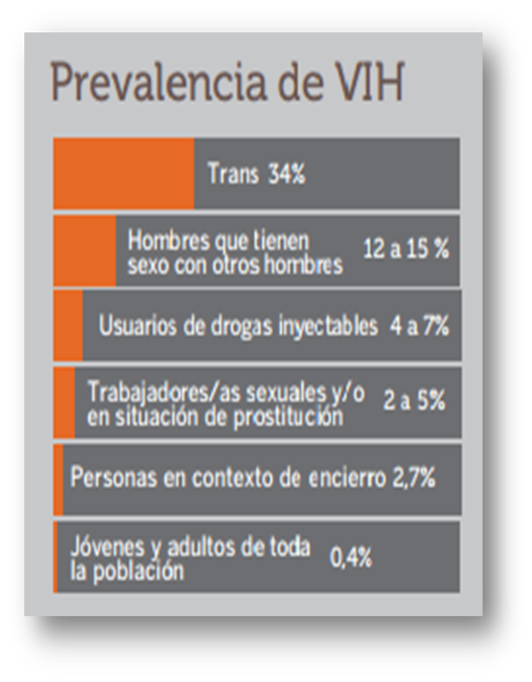 Prevalencia de VIH
Trans 34%
Hombres que tienen
sexo con otros hombres 12 a 15 %
Usuarios de drogas inyectables 4 a 7%
Trabajadores/as sexuales y/o
en situación de prostitución 2 a 5%
Personas en contexto de encierro 2,7%
Jóvenes y adultos de toda
la población 0,4%